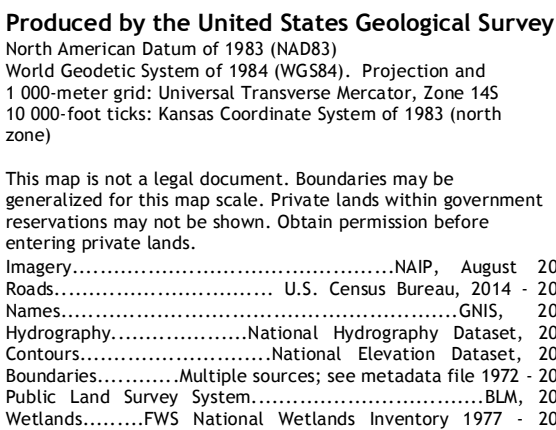 Produced by the United States Geological Survey
North American Datum of 1983 (NAD83)
World Geodetic System of 1984 (WGS84). Projection and
1 000-meter grid: Universal Transverse Mercator, Zone 14S
10 000-foot ticks: Kansas Coordinate System of 1983 (north
zone)
This map is not a legal document. Boundaries may be
generalized for this map scale. Private lands within government
reservations may not be shown. Obtain permission before
entering private lands.
Imagery..........................................NAIP, August 20
Roads............................. U.S. Census Bureau, 2014 - 20
Names....................................................GNIS, 20
Hydrography..................National Hydrography Dataset, 20
Contours.........................National Elevation Dataset, 20
Boundaries...........Multiple sources; see metadata file 1972 - 20
Public Land Survey System..............................BLM, 20
Wetlands.........FWS National Wetlands Inventory 1977 - 20